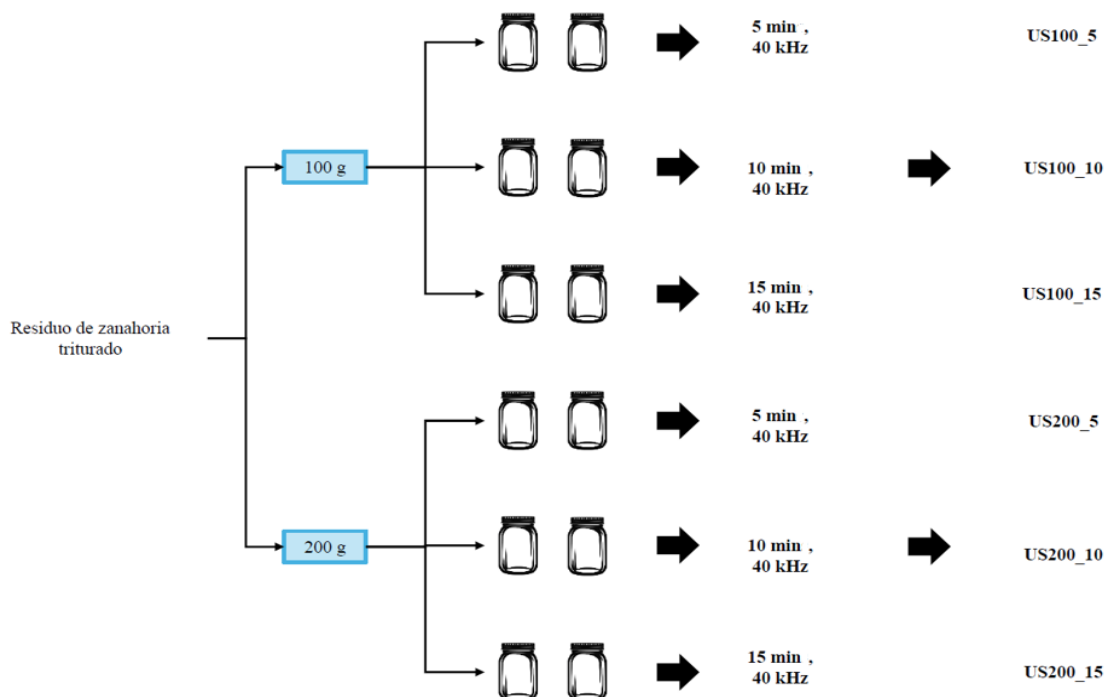 5 min ,
40 kHz
US100_5
100 g
10 min ,
40 kHz
US100_10
15 min ,
40 kHz
US100_15
Residuo de zanahoria
triturado
5 min ,
40 kHz
US200_5
200 g
10 min ,
40 kHz
US200_10
15 min ,
40 kHz
US200_15